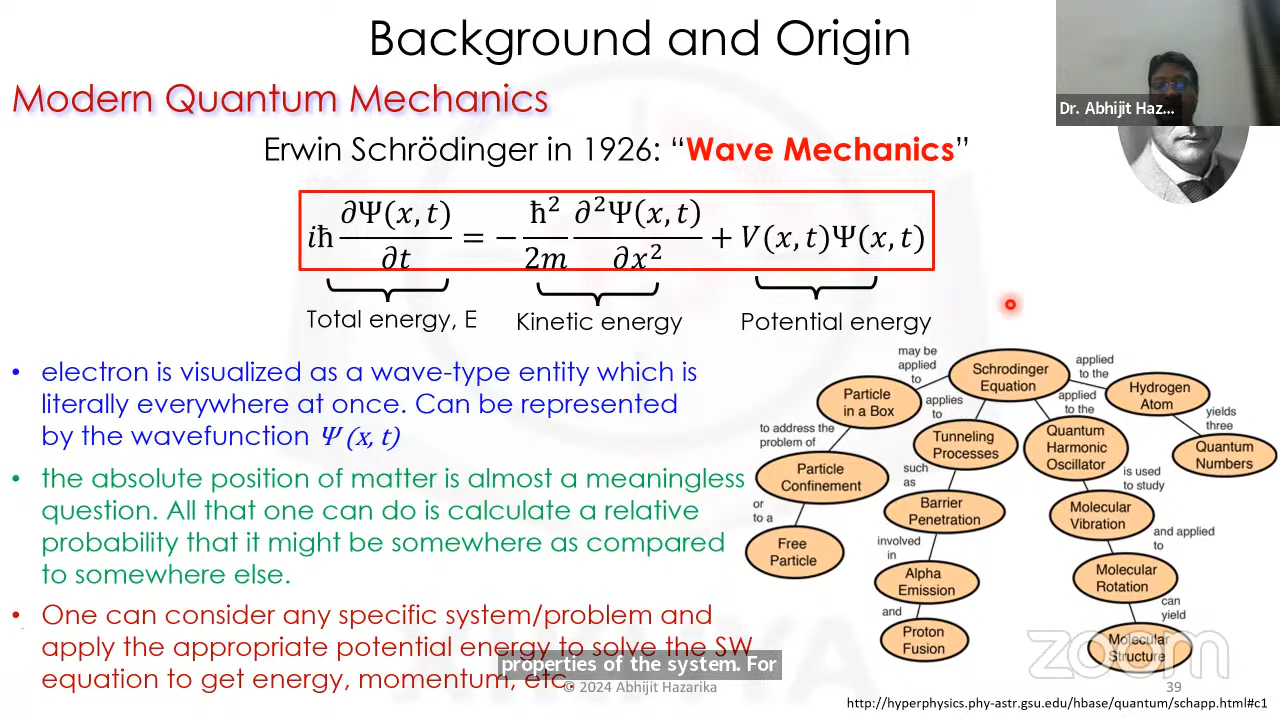 Background and Origin
Dr. Abhijit Haz...
Modern Quantum Mechanics
Erwin Schrödinger in 1926: “Wave Mechanics”
iħ ∂Ψ(x, t)/∂t = − ħ²/2m ∂²Ψ(x, t)/∂x² + V(x, t)Ψ(x, t)
Total energy, E
Kinetic energy
Potential energy
• electron is visualized as a wave-type entity which is
literally everywhere at once. Can be represented
by the wavefunction Ψ (x, t)
• the absolute position of matter is almost a meaningless
question. All that one can do is calculate a relative
probability that it might be somewhere as compared
to somewhere else.
• One can consider any specific system/problem and
apply the appropriate potential energy to solve the SW
equation to get energy, momentum, etc.
properties of the system. For
Schrodinger
Equation
may be
applied
to
Particle
in a Box
to address the
problem of
Particle
Confinement
or
to a
Free
Particle
applies
to
Tunneling
Processes
such
as
Barrier
Penetration
involved
in
Alpha
Emission
and
Proton
Fusion
applied
to the
Quantum
Harmonic
Oscillator
is used
to study
Molecular
Vibration
and applied
to
Molecular
Rotation
can
yield
Molecular
Structure
applied
to the
Hydrogen
Atom
yields
three
Quantum
Numbers
zoom
© 2024 Abhijit Hazarika
39
http://hyperphysics.phy-astr.gsu.edu/hbase/quantum/schapp.html#c1